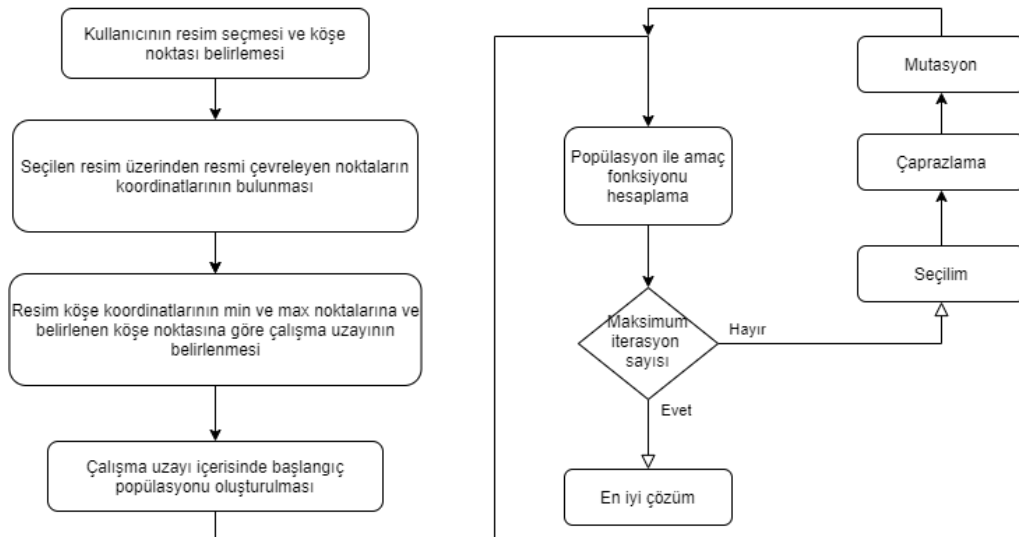 Kullanıcının resim seçmesi ve köşe
noktası belirlemesi
Seçilen resim üzerinden resmi çevreleyen noktaların
koordinatlarının bulunması
Resim köşe koordinatlarının min ve max noktalarına ve
belirlenen köşe noktasına göre çalışma uzayının
belirlenmesi
Çalışma uzayı içerisinde başlangıç
popülasyonu oluşturulması
Popülasyon ile amaç
fonksiyonu
hesaplama
Maksimum
iterasyon
sayısı
Hayır
Evet
En iyi çözüm
Seçilim
Çaprazlama
Mutasyon